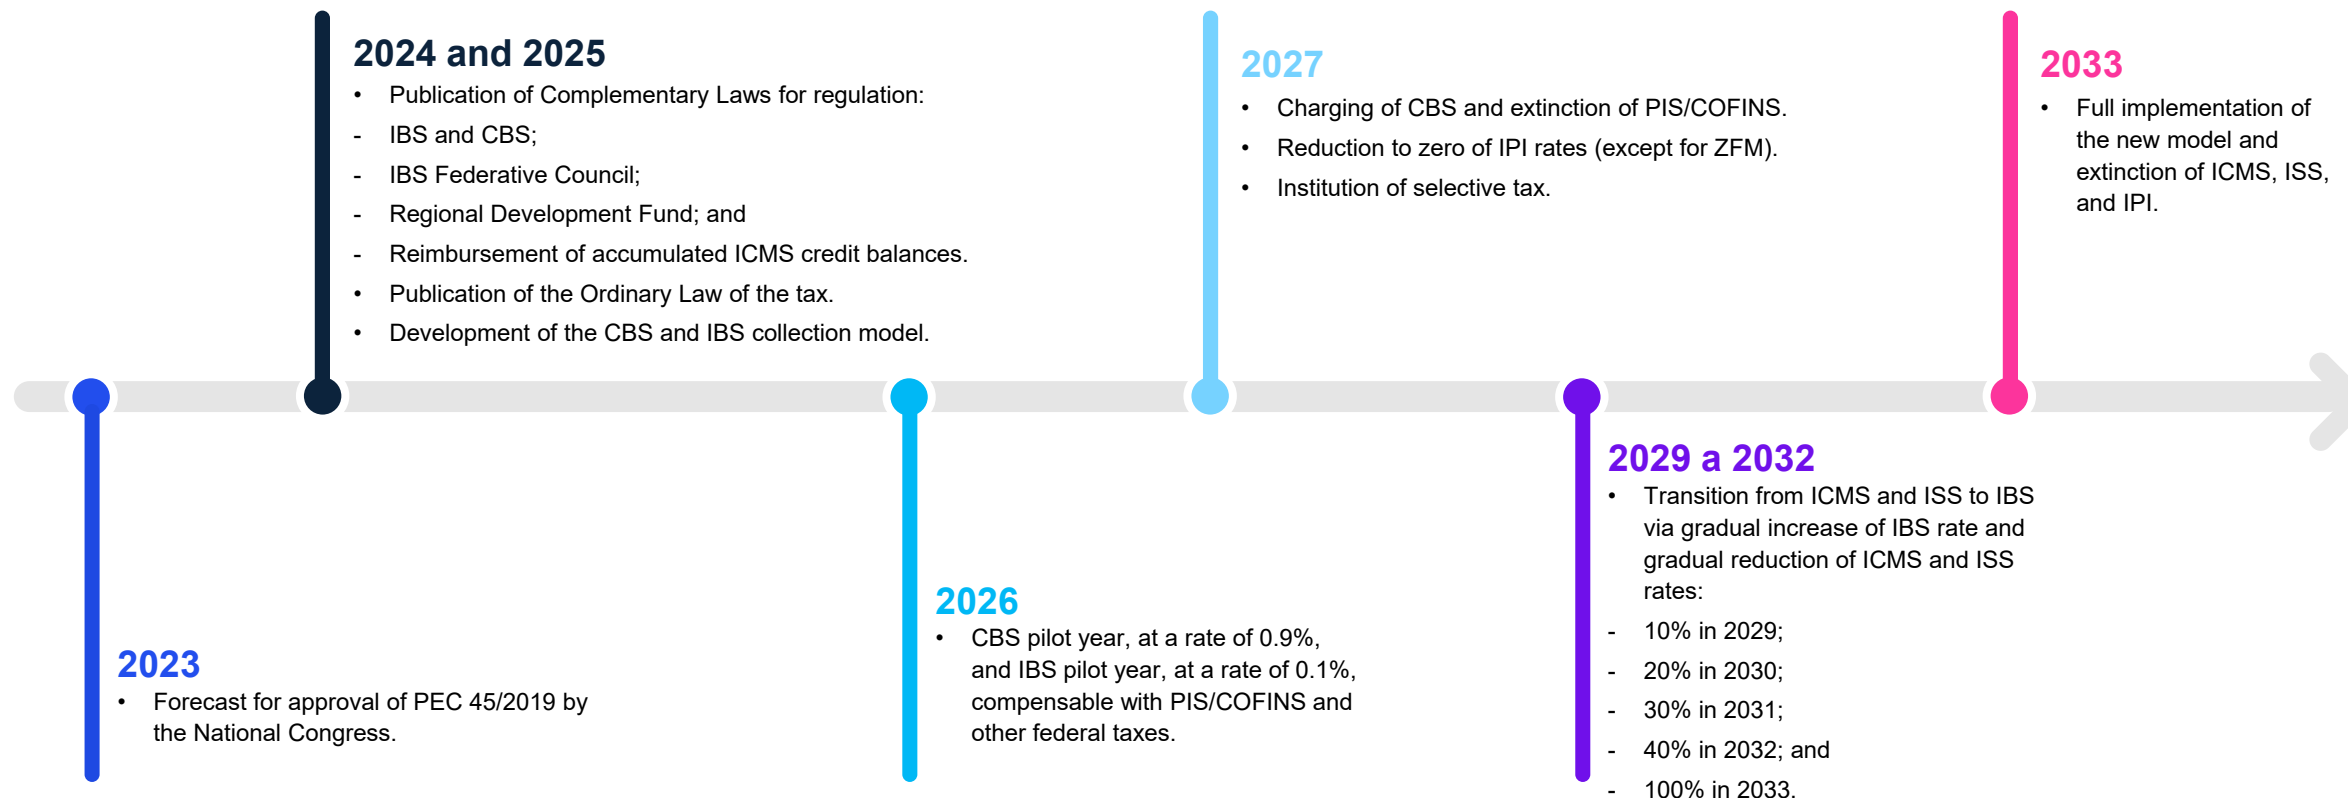 2024 and 2025
• Publication of Complementary Laws for regulation:
- IBS and CBS;
- IBS Federative Council;
- Regional Development Fund; and
- Reimbursement of accumulated ICMS credit balances.
• Publication of the Ordinary Law of the tax.
• Development of the CBS and IBS collection model.
2027
• Charging of CBS and extinction of PIS/COFINS.
• Reduction to zero of IPI rates (except for ZFM).
• Institution of selective tax.
2033
• Full implementation of
the new model and
extinction of ICMS, ISS,
and IPI.
2023
• Forecast for approval of PEC 45/2019 by
the National Congress.
2026
• CBS pilot year, at a rate of 0.9%,
and IBS pilot year, at a rate of 0.1%,
compensable with PIS/COFINS and
other federal taxes.
2029 a 2032
• Transition from ICMS and ISS to IBS
via gradual increase of IBS rate and
gradual reduction of ICMS and ISS
rates:
- 10% in 2029;
- 20% in 2030;
- 30% in 2031;
- 40% in 2032; and
- 100% in 2033.